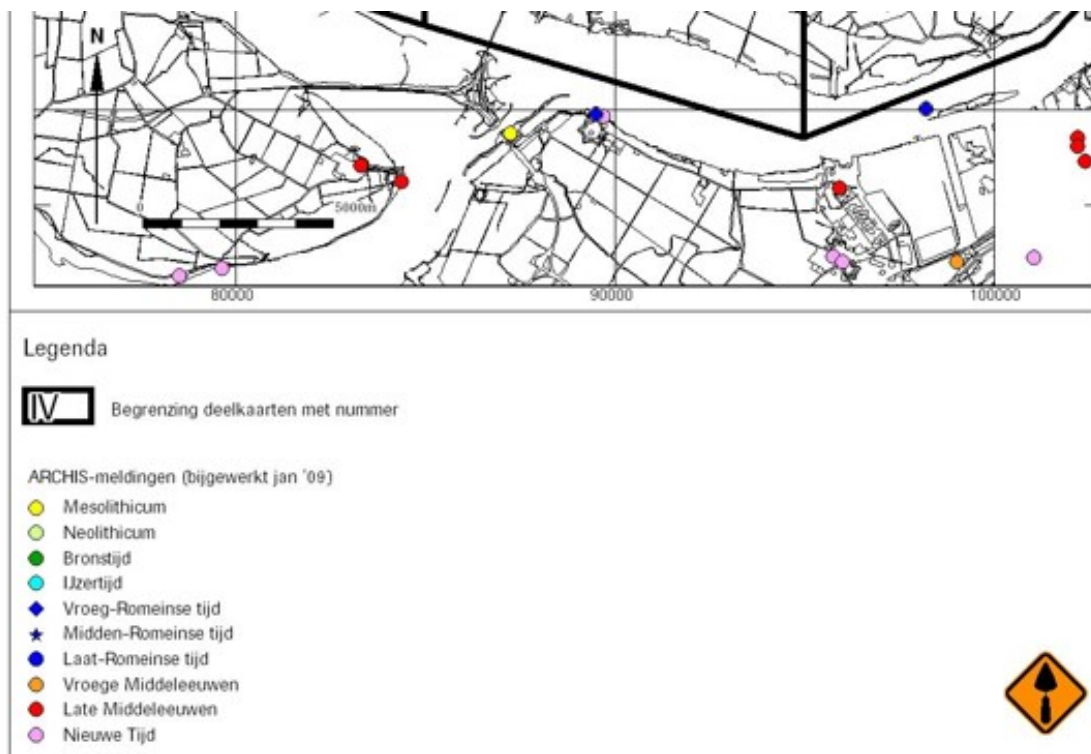 N
0 5000m
80000 90000 100000
Legenda
IV Begrenzing deelkaarten met nummer
ARCHIS-meldingen (bijgewerkt jan '09)
Mesolithicum
Neolithicum
Bronstijd
IJzertijd
Vroeg-Romeinse tijd
Midden-Romeinse tijd
Laat-Romeinse tijd
Vroege Middeleeuwen
Late Middeleeuwen
Nieuwe Tijd